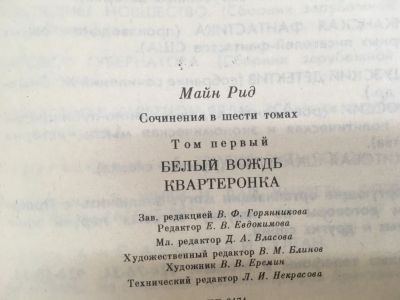 Майн Рид
Сочинения в шести томах
Том первый
БЕЛЫЙ ВОЖДЬ
КВАРТЕРОНКА
Зав. редакцией В. Ф. Горянникова
Редактор Е. В. Евдокимова
Мл. редактор Д. А. Власова
Художественный редактор В. М. Блинов
Художник В. В. Еремин
Технический редактор Л. И. Некрасова